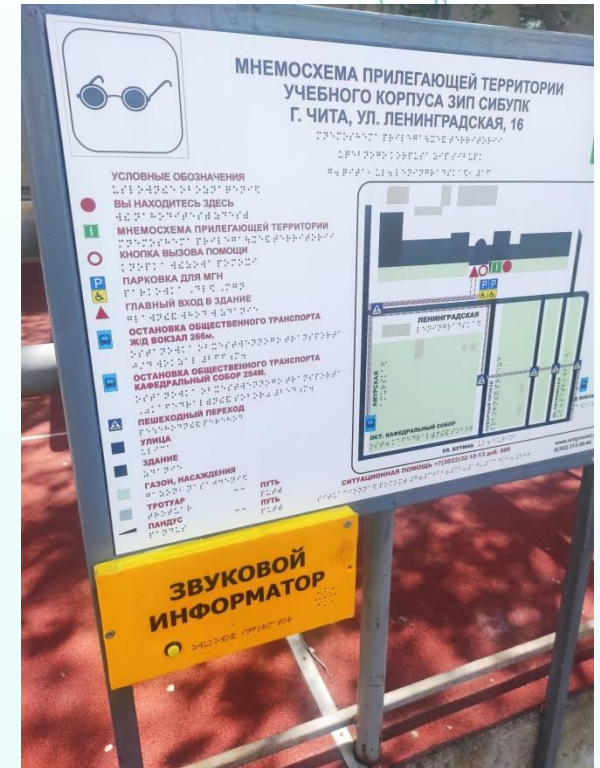 МНЕМОСХЕМА ПРИЛЕГАЮЩЕЙ ТЕРРИТОРИИ
УЧЕБНОГО КОРПУСА ЗИП СИБУПК
Г. ЧИТА, УЛ. ЛЕНИНГРАДСКАЯ, 16
УСЛОВНЫЕ ОБОЗНАЧЕНИЯ
ВЫ НАХОДИТЕСЬ ЗДЕСЬ
МНЕМОСХЕМА ПРИЛЕГАЮЩЕЙ ТЕРРИТОРИИ
КНОПКА ВЫЗОВА ПОМОЩИ
P ПАРКОВКА ДЛЯ МГН
ГЛАВНЫЙ ВХОД В ЗДАНИЕ
ОСТАНОВКА ОБЩЕСТВЕННОГО ТРАНСПОРТА
Ж/Д ВОКЗАЛ 266м.
ОСТАНОВКА ОБЩЕСТВЕННОГО ТРАНСПОРТА
КАФЕДРАЛЬНЫЙ СОБОР 254М.
ПЕШЕХОДНЫЙ ПЕРЕХОД
УЛИЦА
ЗДАНИЕ
ГАЗОН, НАСАЖДЕНИЯ
ТРОТУАР -- ПУТЬ
ПАНДУС -- ПУТЬ
P P
ЛЕНИНГРАДСКАЯ
АМУРСКАЯ
ОСТ. КАФЕДРАЛЬНЫЙ СОБОР
УЛ. БУТИНА
СИТУАЦИОННАЯ ПОМОЩЬ
ЗВУКОВОЙ
ИНФОРМАТОР